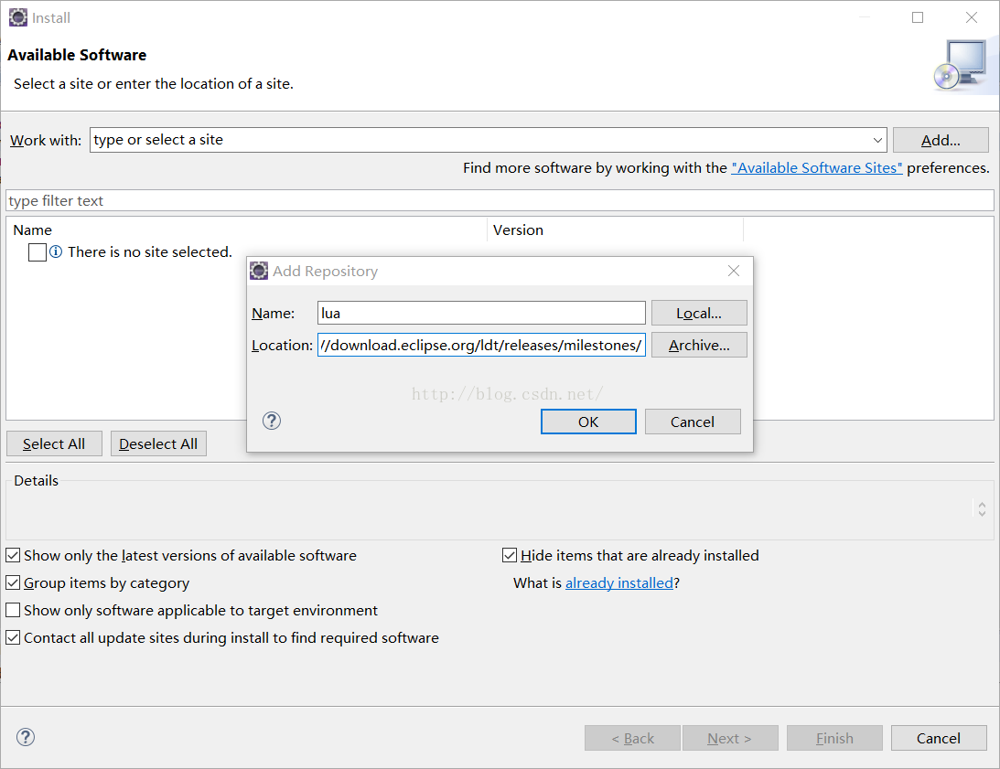 Install
Available Software
Select a site or enter the location of a site.
Work with: type or select a site Add...
Find more software by working with the "Available Software Sites" preferences.
type filter text
Name Version
There is no site selected.
Add Repository
Name: lua Local...
Location: //download.eclipse.org/ldt/releases/milestones/ Archive...
http://blog.csdn.net/
OK Cancel
Select All Deselect All
Details
Show only the latest versions of available software Hide items that are already installed
Group items by category What is already installed?
Show only software applicable to target environment
Contact all update sites during install to find required software
< Back Next > Finish Cancel